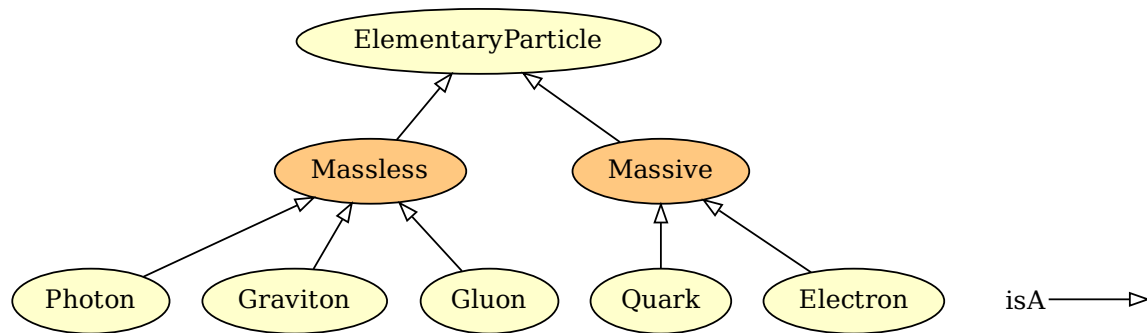 ElementaryParticle
Massless
Massive
Photon
Graviton
Gluon
Quark
Electron
isA